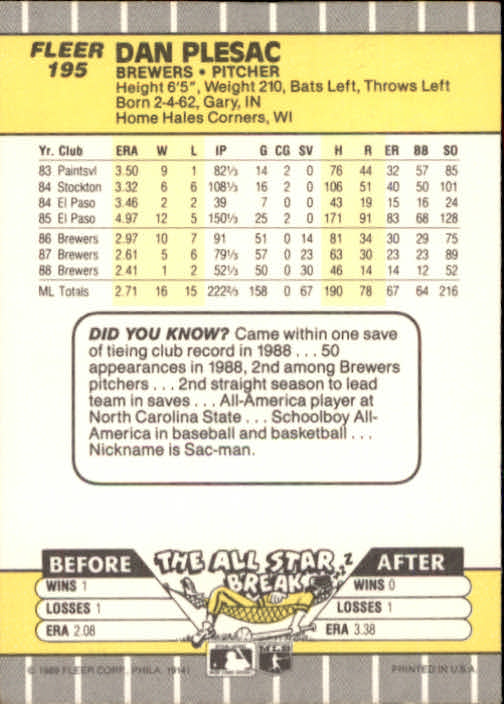 FLEER
195
DAN PLESAC
BREWERS • PITCHER
Height 6'5", Weight 210, Bats Left, Throws Left
Born 2-4-62, Gary, IN
Home Hales Corners, WI
Yr. Club ERA W L IP G CG SV H R ER BB SO
83 Paintsvl 3.50 9 1 82⅓ 14 2 0 76 44 32 57 85
84 Stockton 3.32 6 6 108⅓ 16 2 0 106 51 40 50 101
84 El Paso 3.46 2 2 39 7 0 0 43 19 15 16 24
85 El Paso 4.97 12 5 150⅓ 25 2 0 171 91 83 68 128
86 Brewers 2.97 10 7 91 51 0 14 81 34 30 29 75
87 Brewers 2.61 5 6 79⅓ 57 0 23 63 30 23 23 89
88 Brewers 2.41 1 2 52⅓ 50 0 30 46 14 14 12 52
ML Totals 2.71 16 15 222⅔ 158 0 67 190 78 67 64 216
DID YOU KNOW? Came within one save
of tieing club record in 1988 . . . 50
appearances in 1988, 2nd among Brewers
pitchers . . . 2nd straight season to lead
team in saves . . . All-America player at
North Carolina State . . . Schoolboy All-
America in baseball and basketball . . .
Nickname is Sac-man.
BEFORE THE ALL STAR BREAK AFTER
WINS 1 WINS 0
LOSSES 1 LOSSES 1
ERA 2.08 ERA 3.38
© 1989 FLEER CORP., PHILA. 19141 PRINTED IN U.S.A.